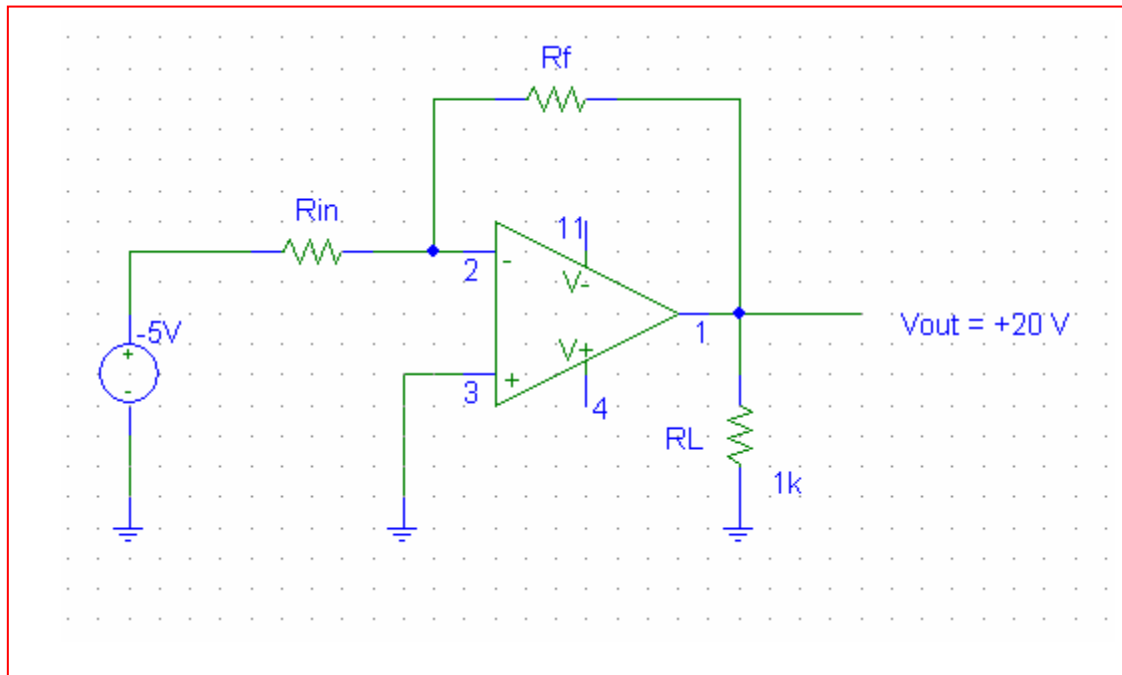 Rf
Rin
11
2
-
V-
-5V
+
-
1
Vout = +20 V
V+
3
+
4
RL
1k